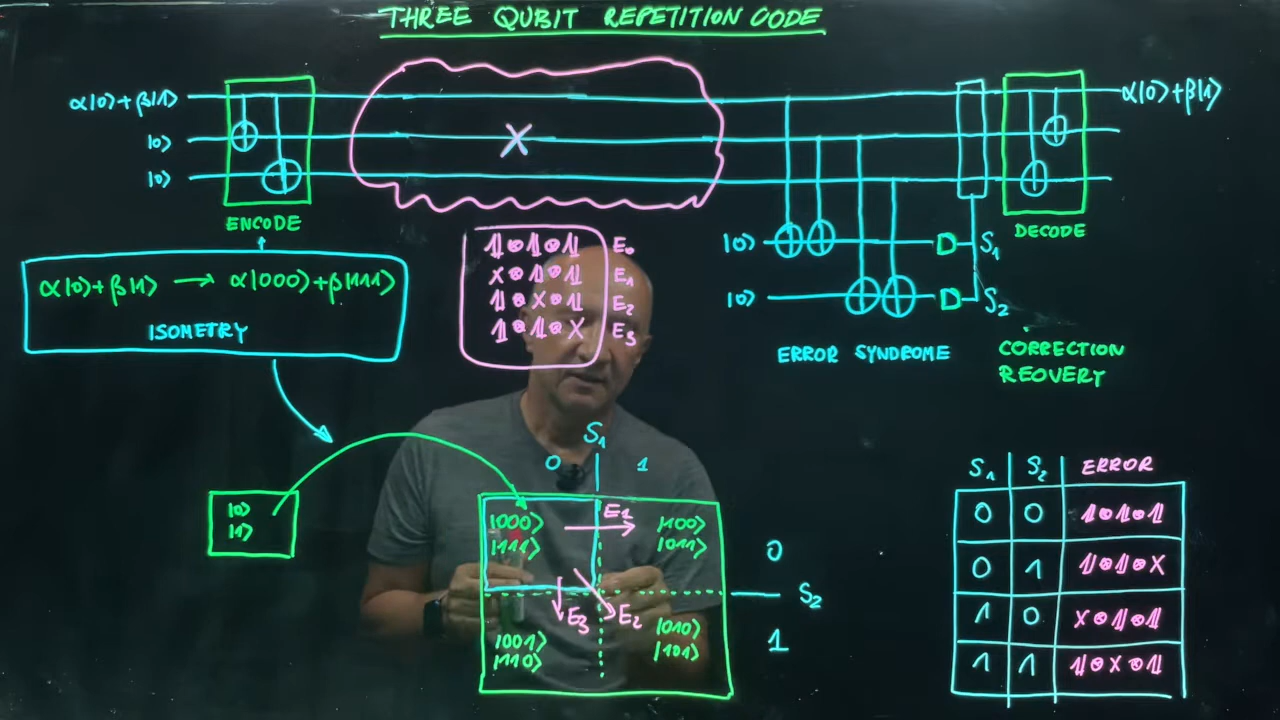 THREE QUBIT REPETITION CODE
α|0⟩+β|1⟩
|0⟩
|0⟩
ENCODE
X
α|0⟩+β|1⟩
DECODE
|0⟩ D S₁
|0⟩ D S₂
ERROR SYNDROME
CORRECTION
REOVERY
α|0⟩+β|1⟩ → α|000⟩+β|111⟩
ISOMETRY
𝟙⊗𝟙⊗𝟙 E₀
X⊗𝟙⊗𝟙 E₁
𝟙⊗X⊗𝟙 E₂
𝟙⊗𝟙⊗X E₃
|0⟩
|1⟩
S₁
0 1
|000⟩ E1 |100⟩
|111⟩ |011⟩
0
S₂
1
E₃ E₂
|001⟩ |010⟩
|110⟩ |101⟩
S₁ S₂ ERROR
0 0 𝟙⊗𝟙⊗𝟙
0 1 𝟙⊗𝟙⊗X
1 0 X⊗𝟙⊗𝟙
1 1 𝟙⊗X⊗𝟙